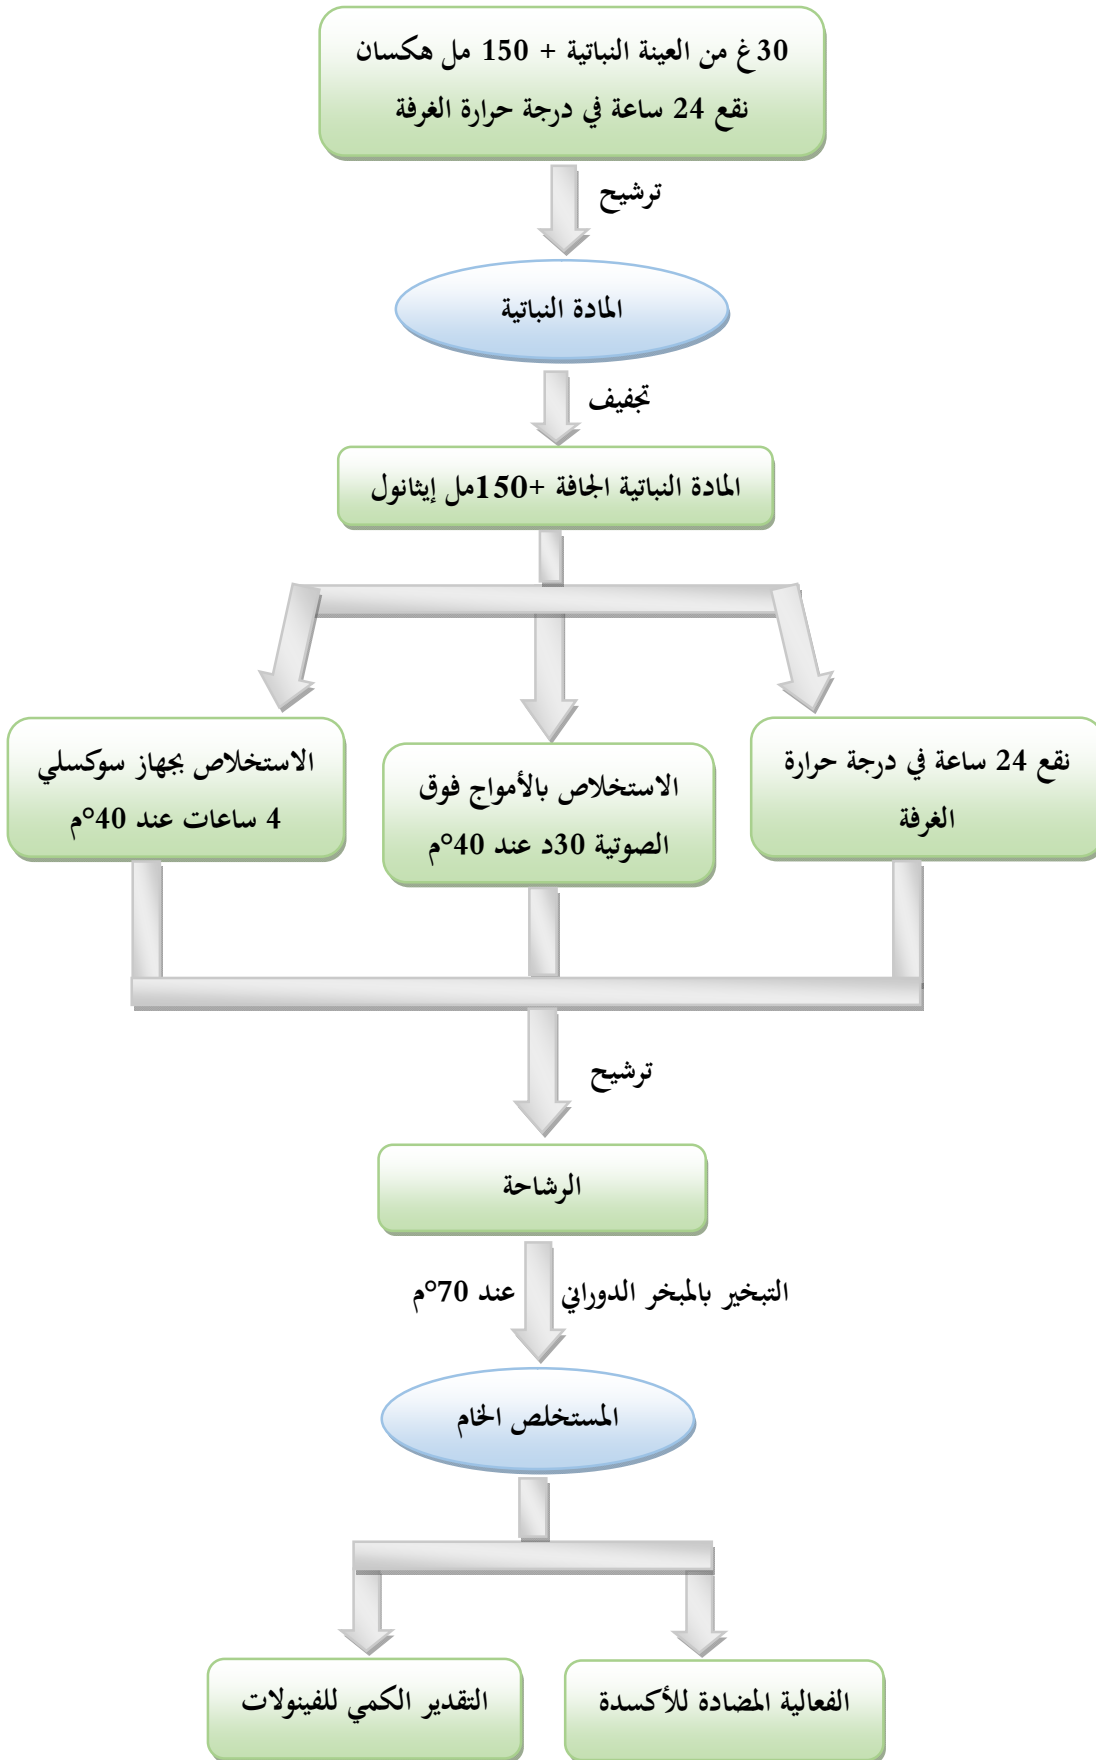 30غ من العينة النباتية + 150 مل هكسان
نقع 24 ساعة في درجة حرارة الغرفة
ترشيح
المادة النباتية
تجفيف
المادة النباتية الجافة +150مل إيثانول
نقع 24 ساعة في درجة حرارة
الغرفة
الاستخلاص بالأمواج فوق
الصوتية 30د عند 40°م
الاستخلاص بجهاز سوكسلي
4 ساعات عند 40°م
ترشيح
الرشاحة
التبخير بالمبخر الدوراني عند 70°م
المستخلص الخام
الفعالية المضادة للأكسدة
التقدير الكمي للفينولات